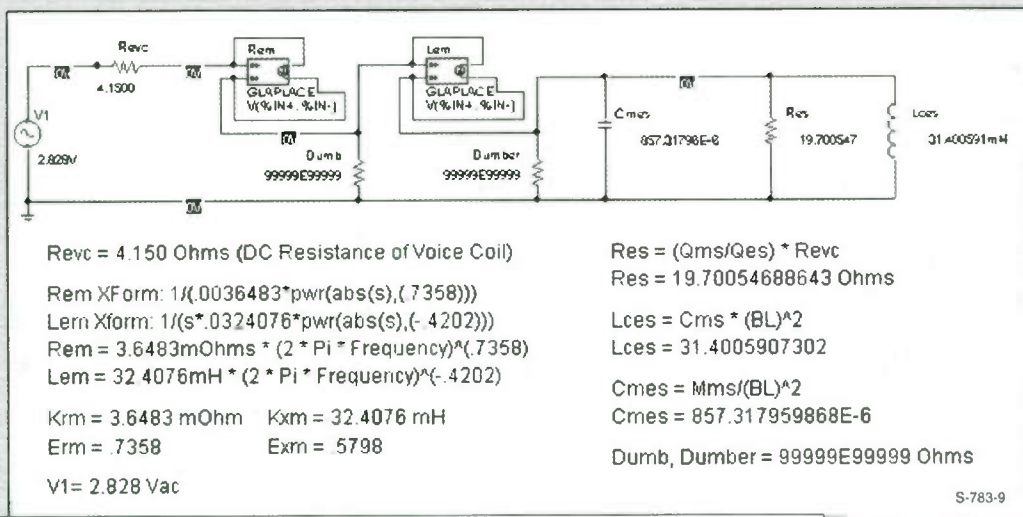 Revc
4.1500
V1
2.828V
Rem
GLAPLACE
V(%IN+, %IN-)
Lem
GLAPLACE
V(%IN+, %IN-)
Dumb
99999E99999
Dumber
99999E99999
Cmes
857.31796E-6
Res
19.700547
Lces
31.400591mH
Revc = 4.150 Ohms (DC Resistance of Voice Coil)
Rem XForm: 1/(.0036483*pwr(abs(s),(.7358)))
Lem Xform: 1/(s*.0324076*pwr(abs(s),(-.4202)))
Rem = 3.6483mOhms * (2 * Pi * Frequency)^(.7358)
Lem = 32.4076mH * (2 * Pi * Frequency)^(-.4202)
Krm = 3.6483 mOhm Kxm = 32.4076 mH
Erm = .7358 Exm = .5798
V1= 2.828 Vac
Res = (Qms/Qes) * Revc
Res = 19.70054688643 Ohms
Lces = Cms * (BL)^2
Lces = 31.4005907302
Cmes = Mms/(BL)^2
Cmes = 857.317959868E-6
Dumb, Dumber = 99999E99999 Ohms
S-783-9